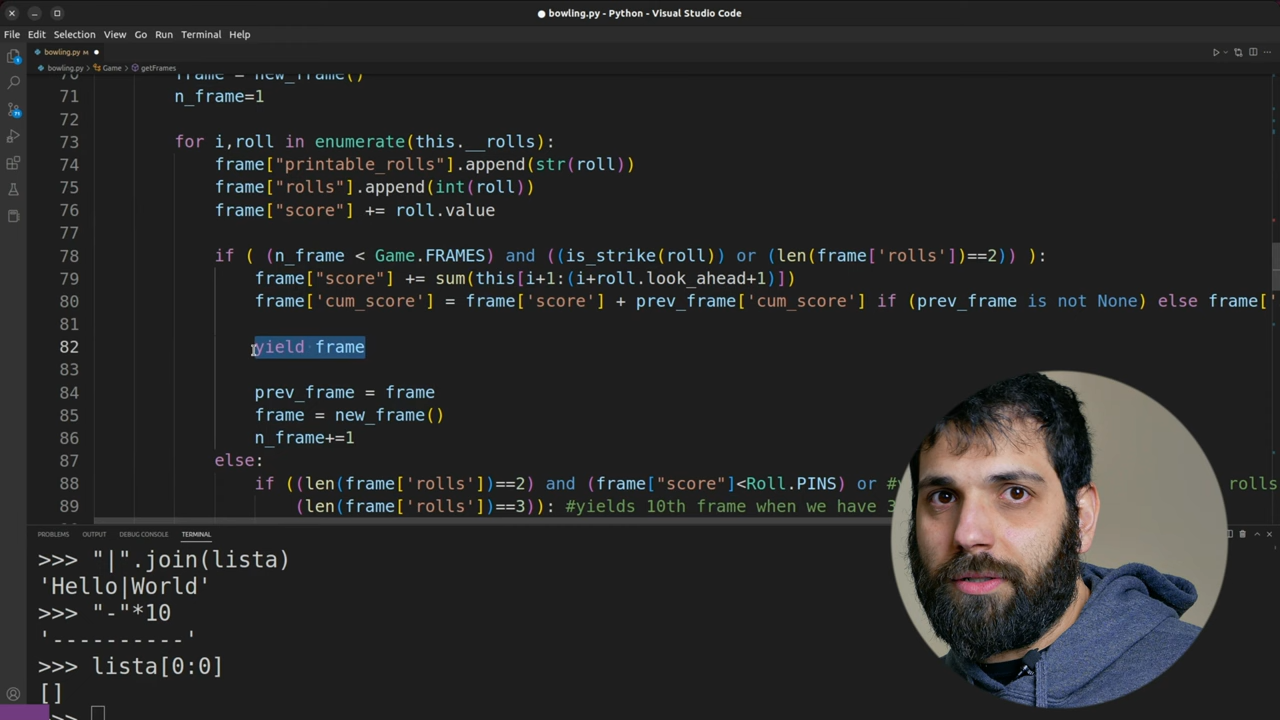 bowling.py - Python - Visual Studio Code
File Edit Selection View Go Run Terminal Help
bowling.py M
bowling.py > Game > getFrames
70 frame = new_frame()
71 n_frame=1
72
73 for i,roll in enumerate(this.__rolls):
74 frame["printable_rolls"].append(str(roll))
75 frame["rolls"].append(int(roll))
76 frame["score"] += roll.value
77
78 if ( (n_frame < Game.FRAMES) and ((is_strike(roll)) or (len(frame['rolls'])==2)) ):
79 frame["score"] += sum(this[i+1:(i+roll.look_ahead+1)])
80 frame['cum_score'] = frame['score'] + prev_frame['cum_score'] if (prev_frame is not None) else frame['
81
82 yield frame
83
84 prev_frame = frame
85 frame = new_frame()
86 n_frame+=1
87 else:
88 if ((len(frame['rolls'])==2) and (frame["score"]<Roll.PINS) or # rolls
89 (len(frame['rolls'])==3)): #yields 10th frame when we have 3
PROBLEMS OUTPUT DEBUG CONSOLE TERMINAL
>>> "|".join(lista)
'Hello|World'
>>> "-"*10
'----------'
>>> lista[0:0]
[]
>>>